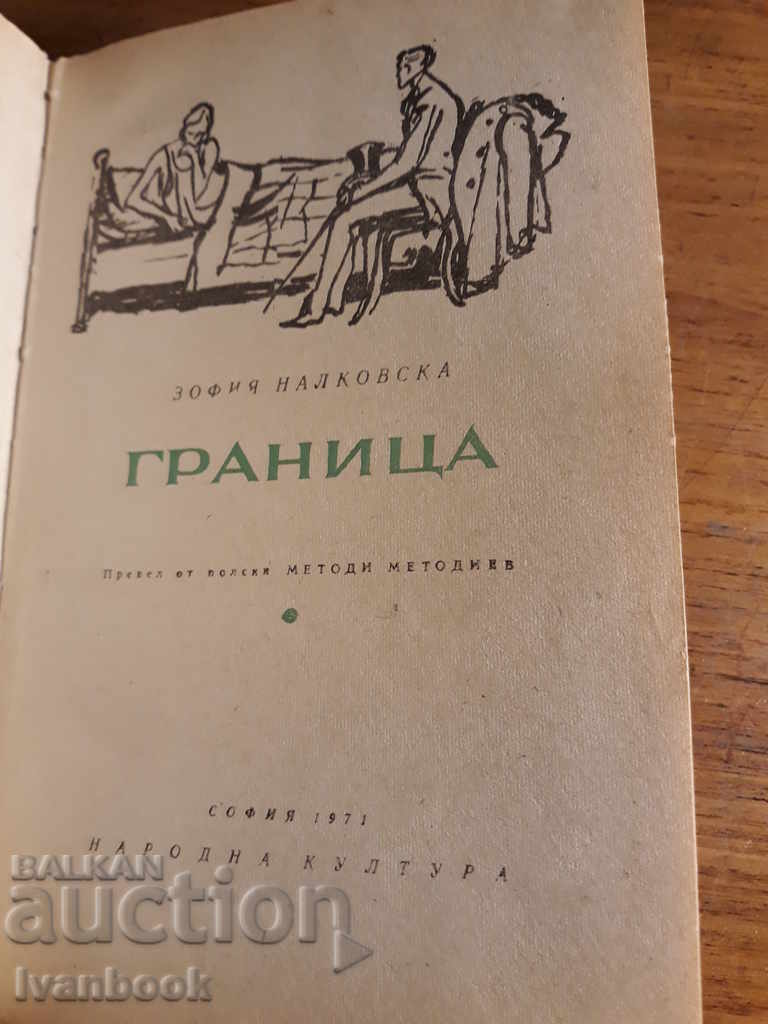 ЗОФИЯ НАЛКОВСКА
ГРАНИЦА
Превел от полски МЕТОДИ МЕТОДИЕВ
СОФИЯ 1971
НАРОДНА КУЛТУРА
BALKAN
auction
Ivanbook